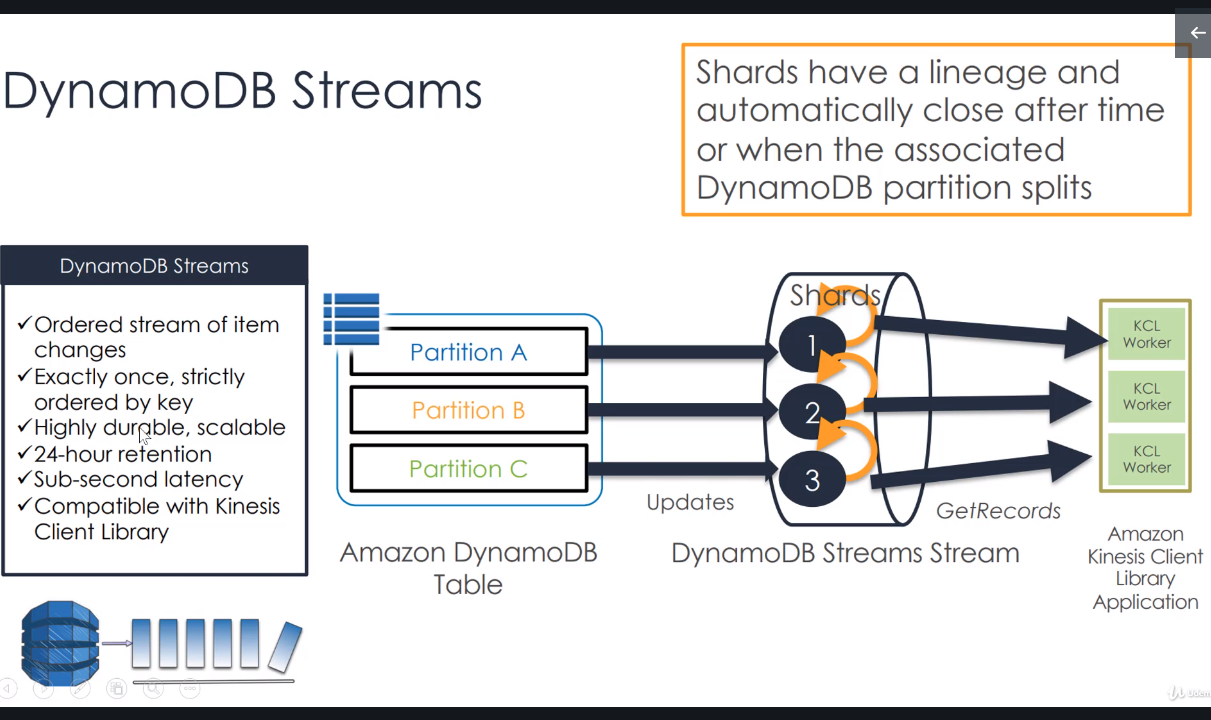 DynamoDB Streams
Shards have a lineage and
automatically close after time
or when the associated
DynamoDB partition splits
DynamoDB Streams
✓Ordered stream of item
changes
✓Exactly once, strictly
ordered by key
✓Highly durable, scalable
✓24-hour retention
✓Sub-second latency
✓Compatible with Kinesis
Client Library
Partition A
Partition B
Partition C
Amazon DynamoDB
Table
Updates
Shards
1
2
3
DynamoDB Streams Stream
GetRecords
KCL
Worker
KCL
Worker
KCL
Worker
Amazon
Kinesis Client
Library
Application